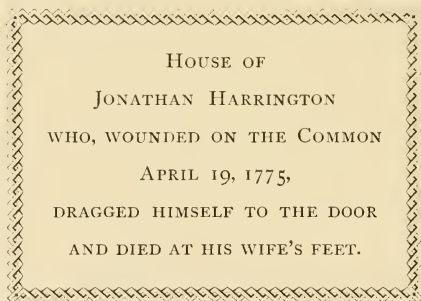 House of
Jonathan Harrington
who, wounded on the Common
April 19, 1775,
dragged himself to the door
and died at his wife's feet.